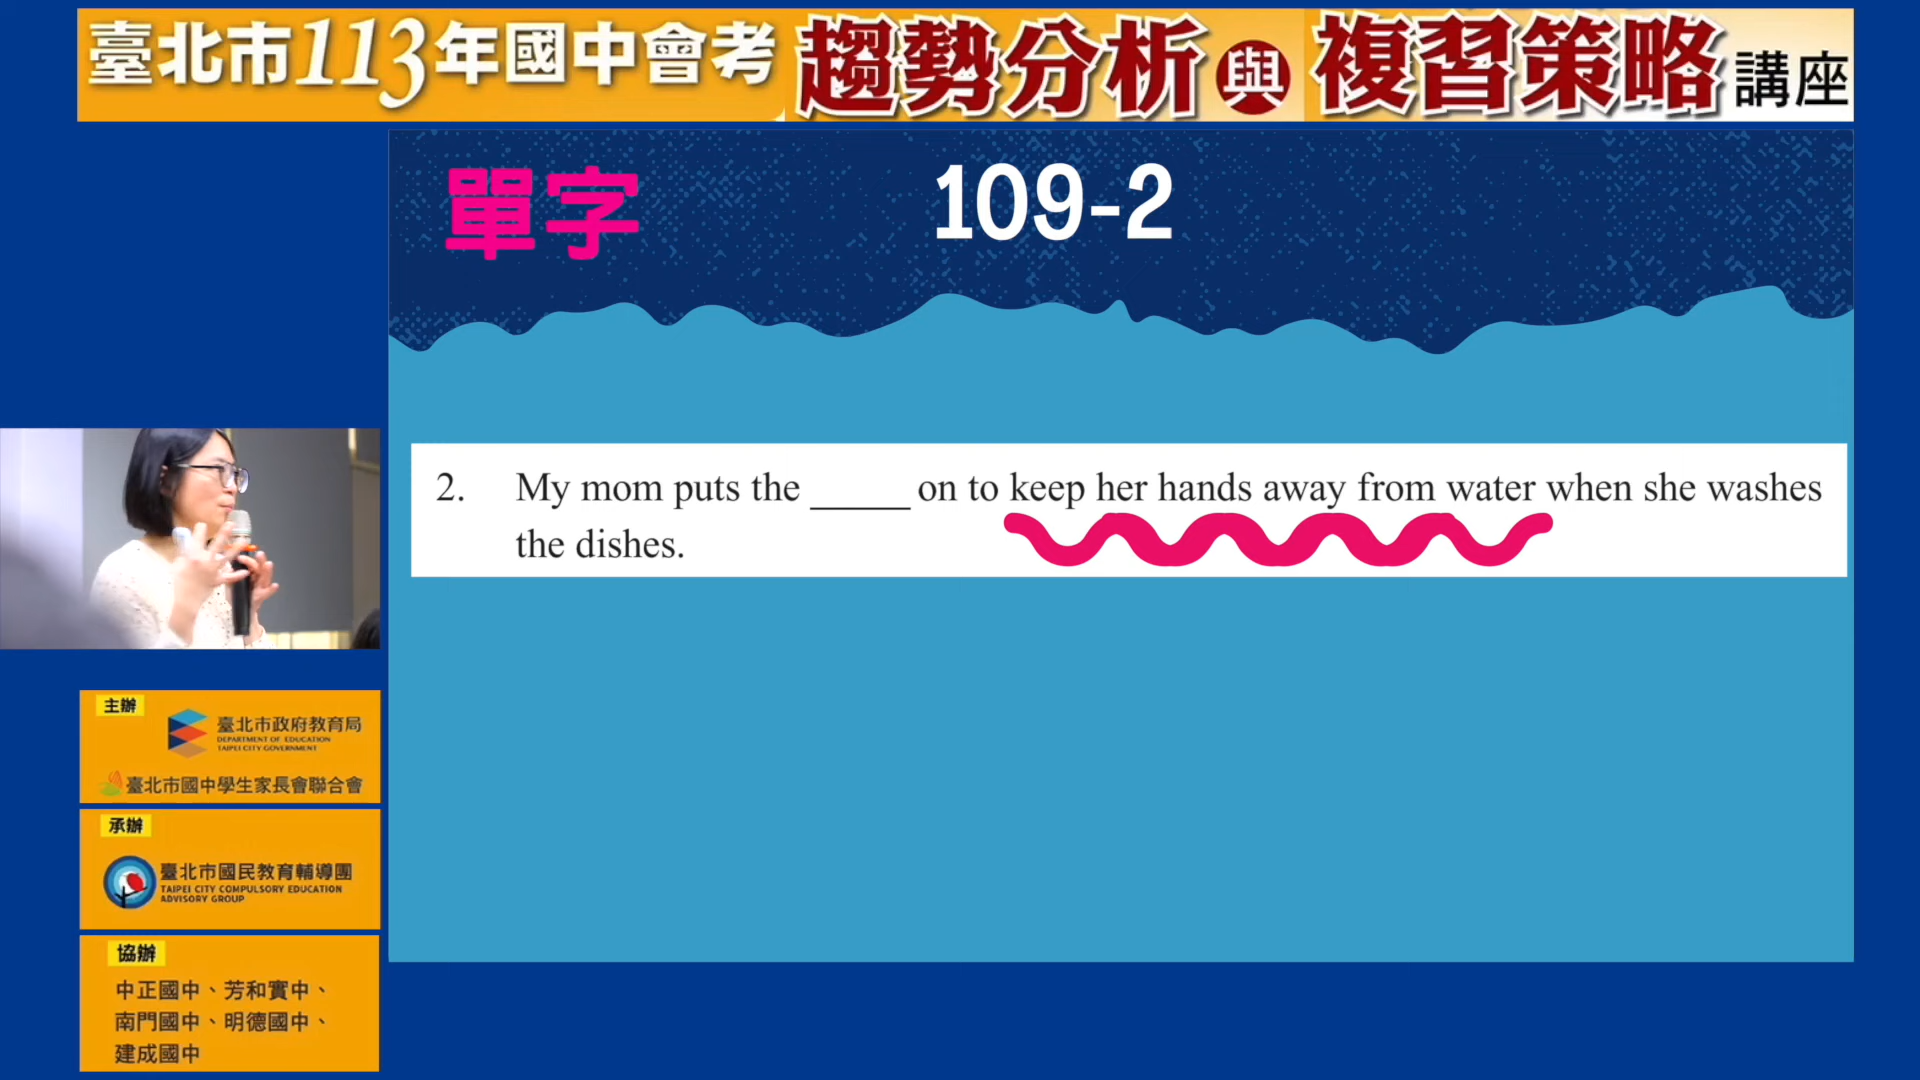 臺北市113年國中會考 趨勢分析與複習策略講座
單字
109-2
2. My mom puts the _____ on to keep her hands away from water when she washes
the dishes.
主辦
臺北市政府教育局
DEPARTMENT OF EDUCATION
TAIPEI CITY GOVERNMENT
臺北市國中學生家長會聯合會
承辦
臺北市國民教育輔導團
TAIPEI CITY COMPULSORY EDUCATION
ADVISORY GROUP
協辦
中正國中、芳和實中、
南門國中、明德國中、
建成國中